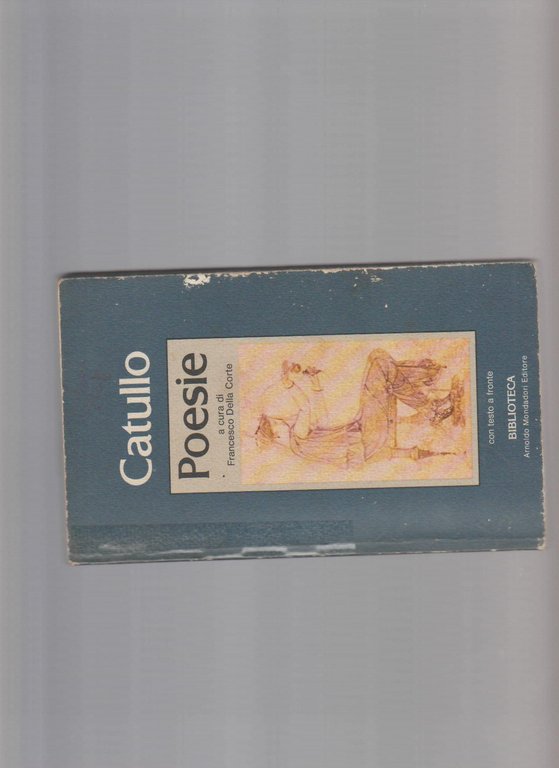 Catullo
Poesie
a cura di
Francesco Della Corte
con testo a fronte
BIBLIOTECA
Arnoldo Mondadori Editore